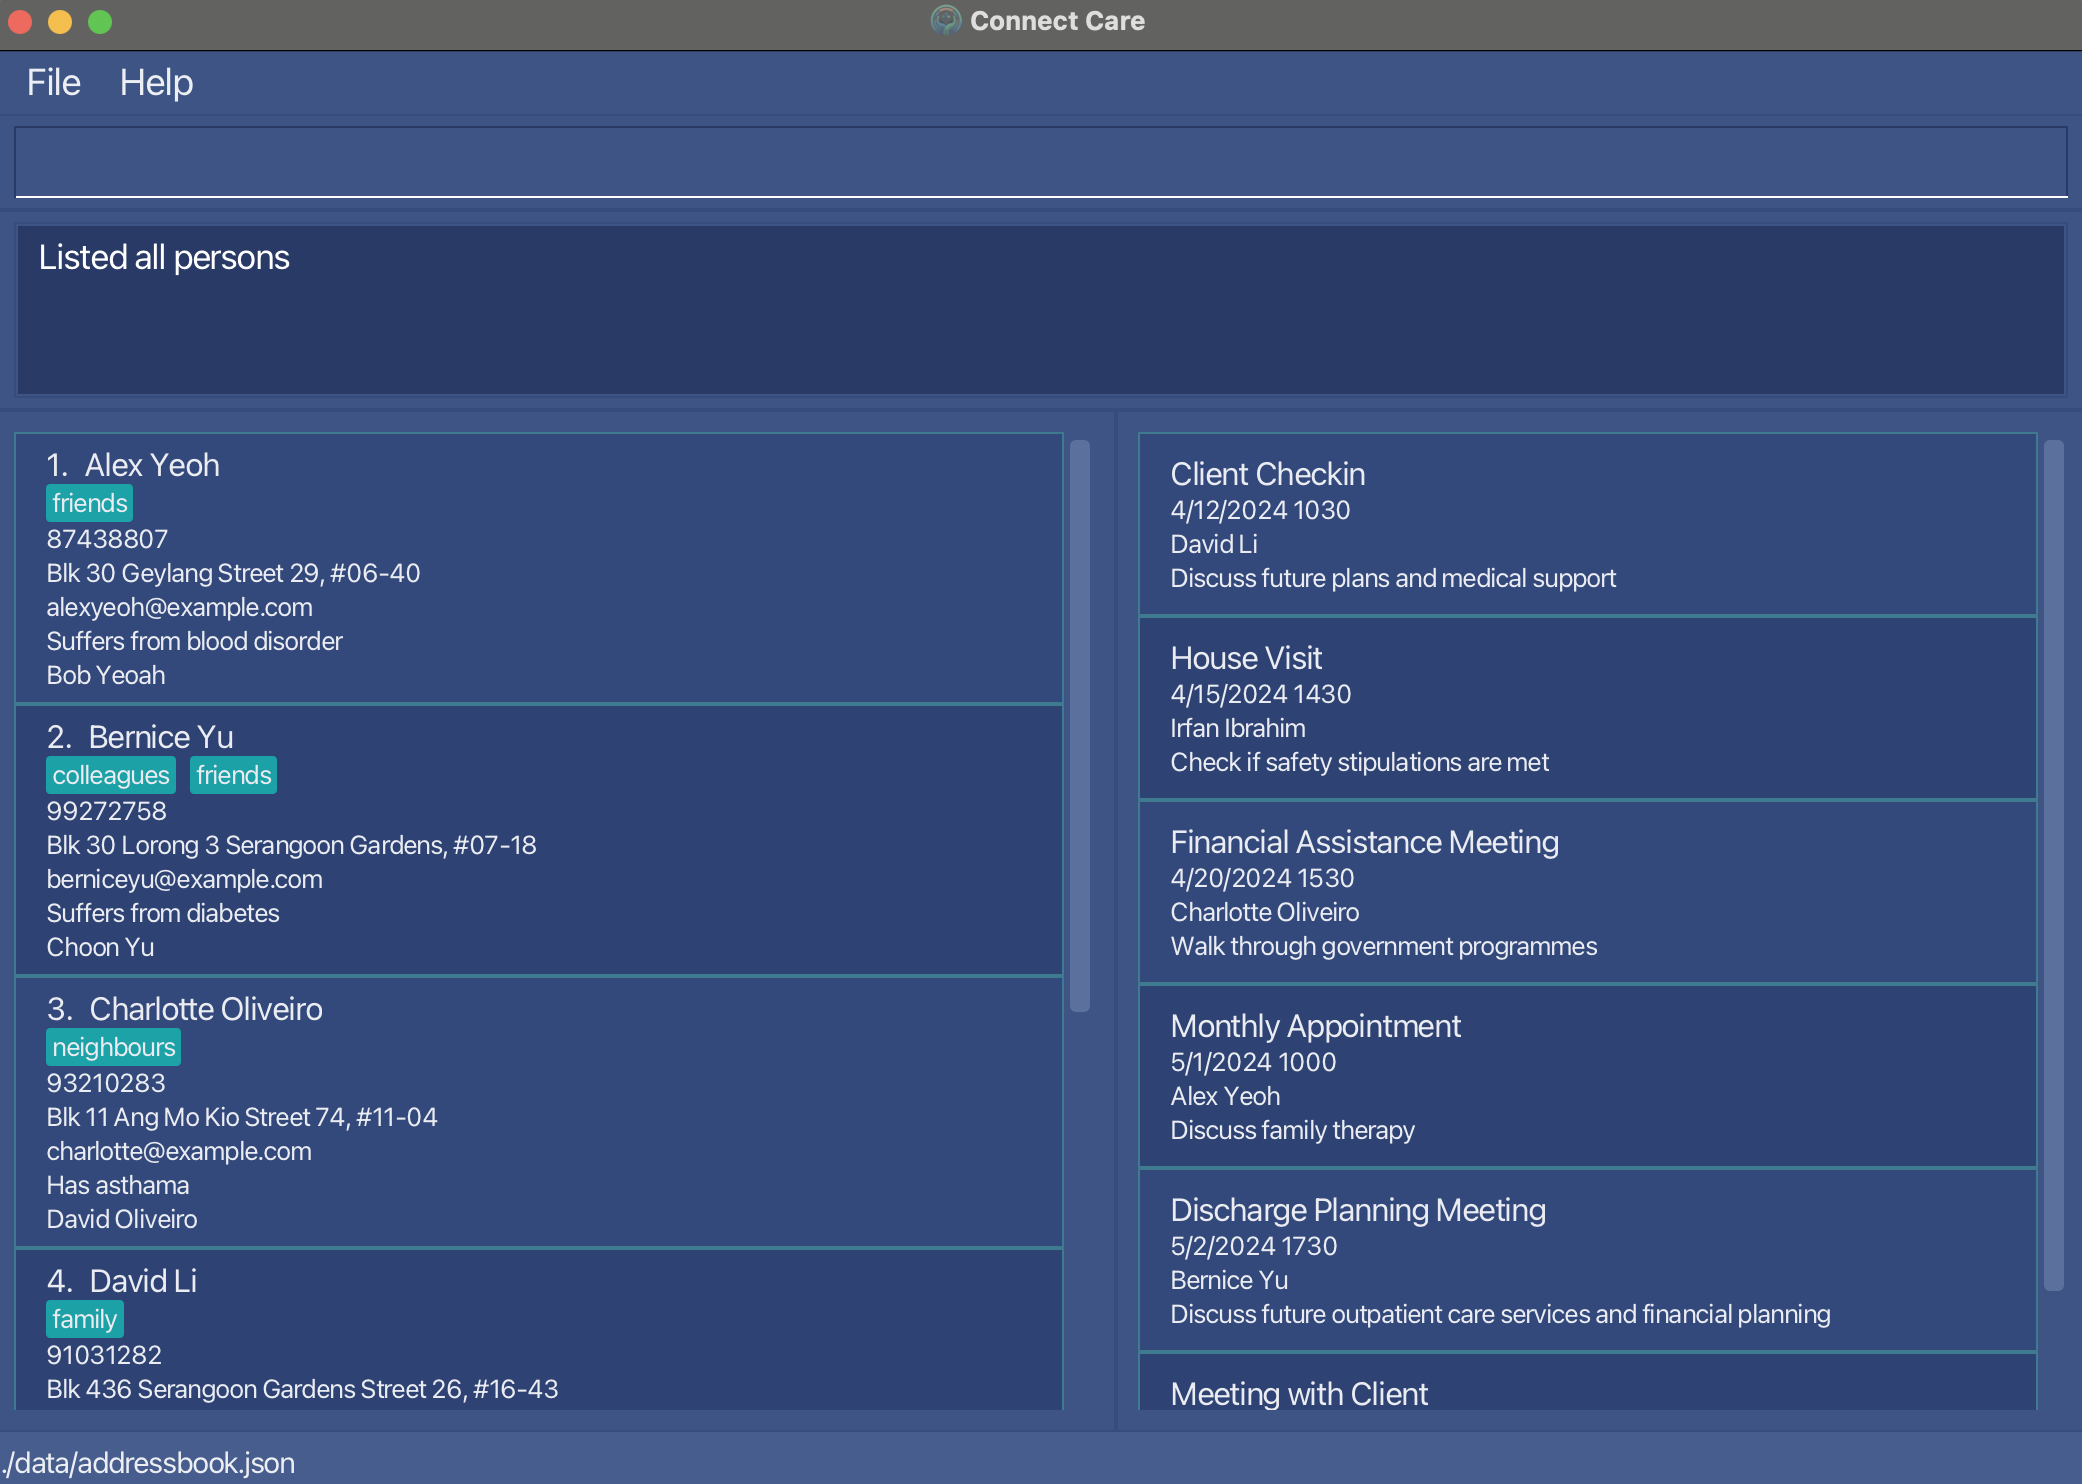 Connect Care
File Help
Listed all persons
1. Alex Yeoh
friends
87438807
Blk 30 Geylang Street 29, #06-40
alexyeoh@example.com
Suffers from blood disorder
Bob Yeoah
2. Bernice Yu
colleagues friends
99272758
Blk 30 Lorong 3 Serangoon Gardens, #07-18
berniceyu@example.com
Suffers from diabetes
Choon Yu
3. Charlotte Oliveiro
neighbours
93210283
Blk 11 Ang Mo Kio Street 74, #11-04
charlotte@example.com
Has asthama
David Oliveiro
4. David Li
family
91031282
Blk 436 Serangoon Gardens Street 26, #16-43
Client Checkin
4/12/2024 1030
David Li
Discuss future plans and medical support
House Visit
4/15/2024 1430
Irfan Ibrahim
Check if safety stipulations are met
Financial Assistance Meeting
4/20/2024 1530
Charlotte Oliveiro
Walk through government programmes
Monthly Appointment
5/1/2024 1000
Alex Yeoh
Discuss family therapy
Discharge Planning Meeting
5/2/2024 1730
Bernice Yu
Discuss future outpatient care services and financial planning
Meeting with Client
./data/addressbook.json